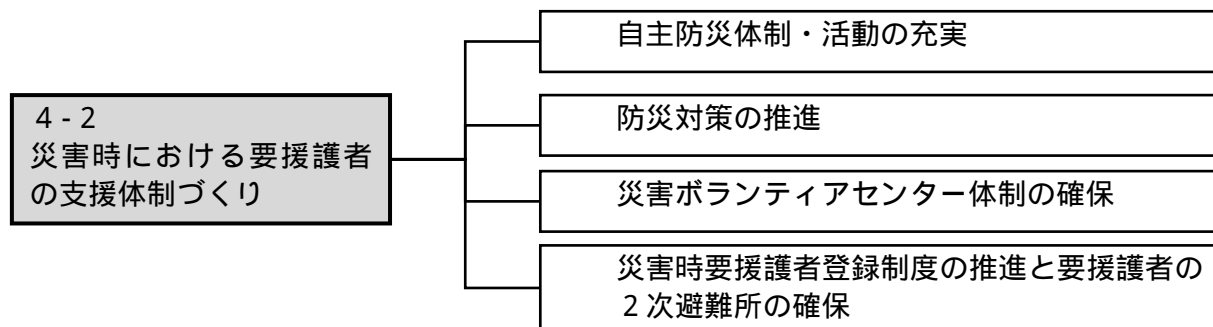 4-2
災害時における要援護者
の支援体制づくり
自主防災体制・活動の充実
防災対策の推進
災害ボランティアセンター体制の確保
災害時要援護者登録制度の推進と要援護者の
2次避難所の確保